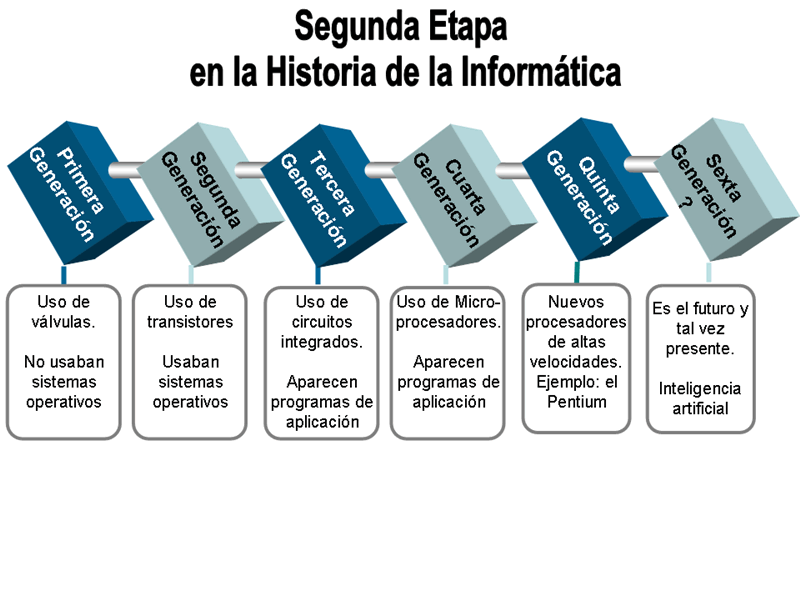 Segunda Etapa
en la Historia de la Informática
Primera
Generación
Segunda
Generación
Tercera
Generación
Cuarta
Generación
Quinta
Generación
Sexta
Generación
?
Uso de
válvulas.
No usaban
sistemas
operativos
Uso de
transistores
Usaban
sistemas
operativos
Uso de
circuitos
integrados.
Aparecen
programas de
aplicación
Uso de Micro-
procesadores.
Aparecen
programas de
aplicación
Nuevos
procesadores
de altas
velocidades.
Ejemplo: el
Pentium
Es el futuro y
tal vez
presente.
Inteligencia
artificial